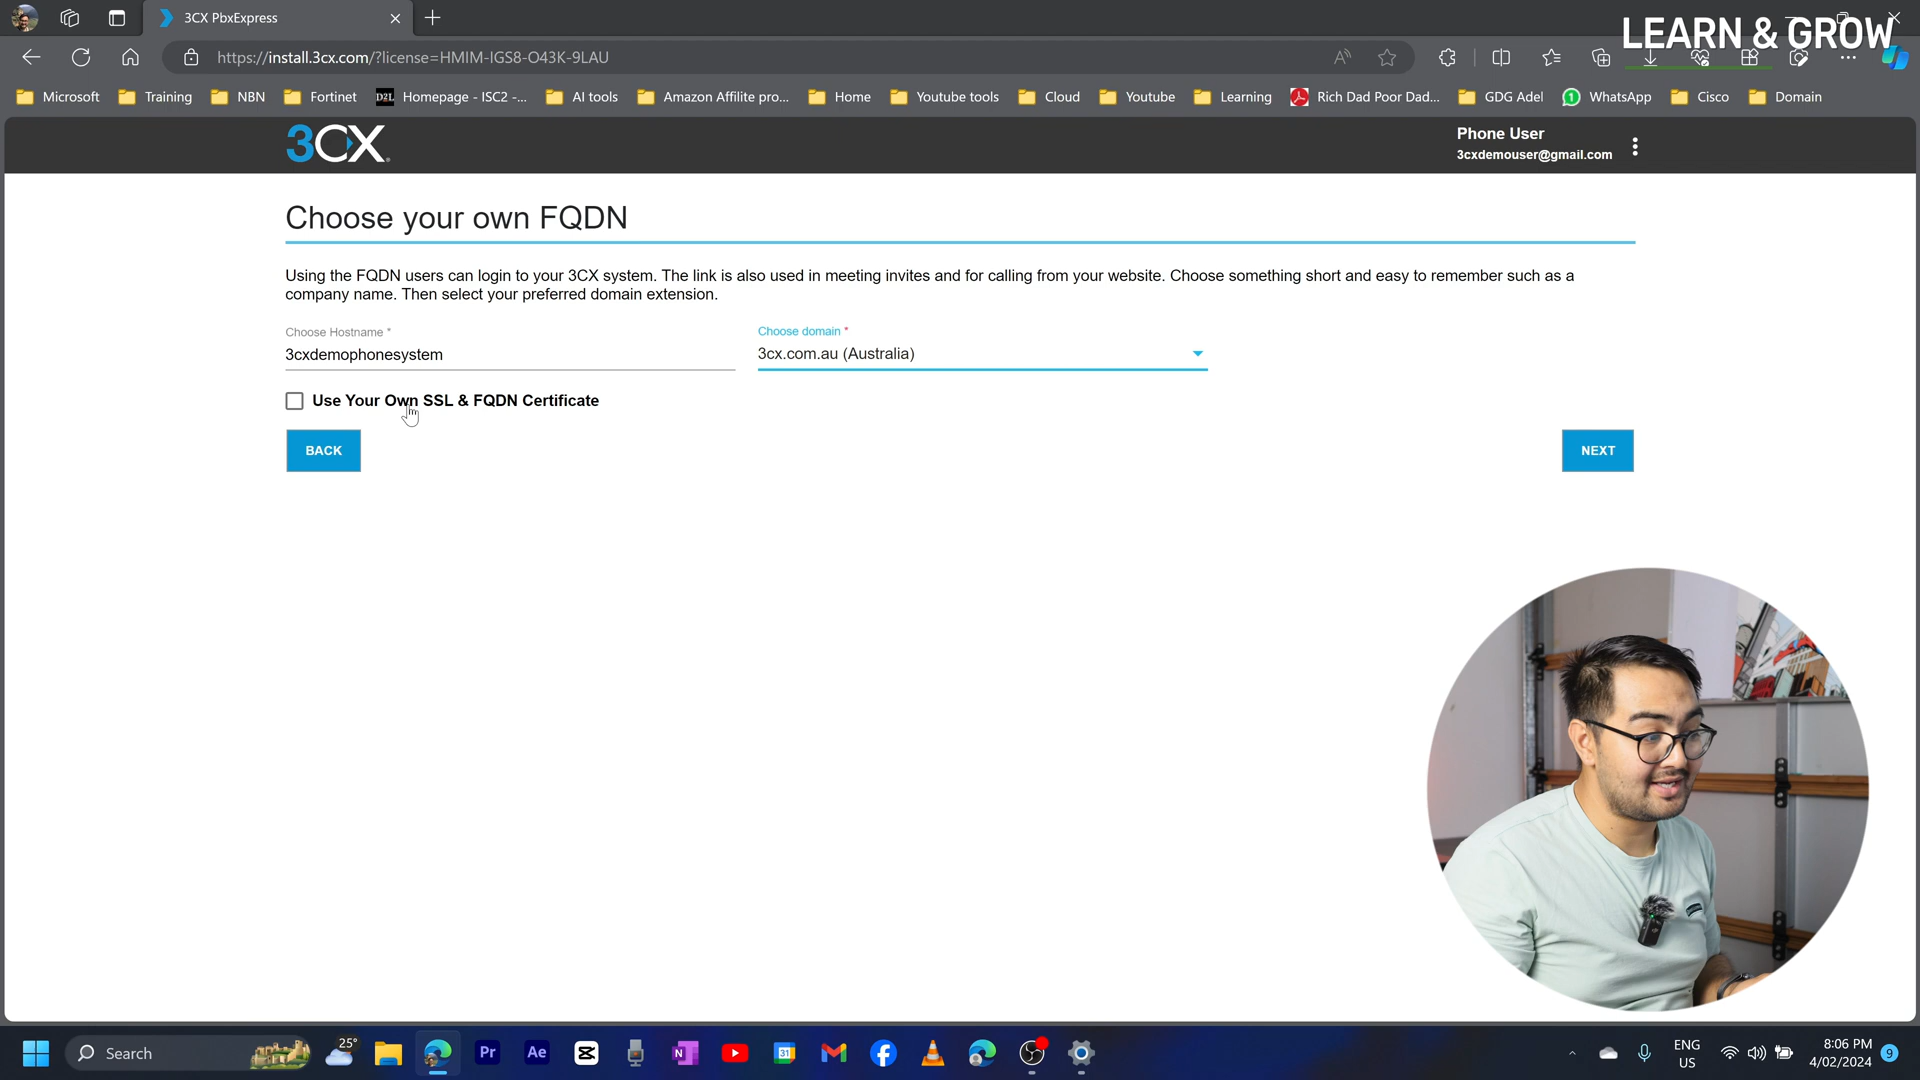 3CX PbxExpress
LEARN & GROW
https://install.3cx.com/?license=HMIM-IGS8-O43K-9LAU
Microsoft Training NBN Fortinet D2L Homepage - ISC2 -... AI tools Amazon Affilite pro... Home Youtube tools Cloud Youtube Learning Rich Dad Poor Dad... GDG Adel 1 WhatsApp Cisco Domain
3CX
Phone User
3cxdemouser@gmail.com
Choose your own FQDN
Using the FQDN users can login to your 3CX system. The link is also used in meeting invites and for calling from your website. Choose something short and easy to remember such as a
company name. Then select your preferred domain extension.
Choose Hostname *
3cxdemophonesystem
Choose domain *
3cx.com.au (Australia)
Use Your Own SSL & FQDN Certificate
BACK
NEXT
Search
25°
Pr
Ae
N
31
ENG
US
8:06 PM
4/02/2024
9